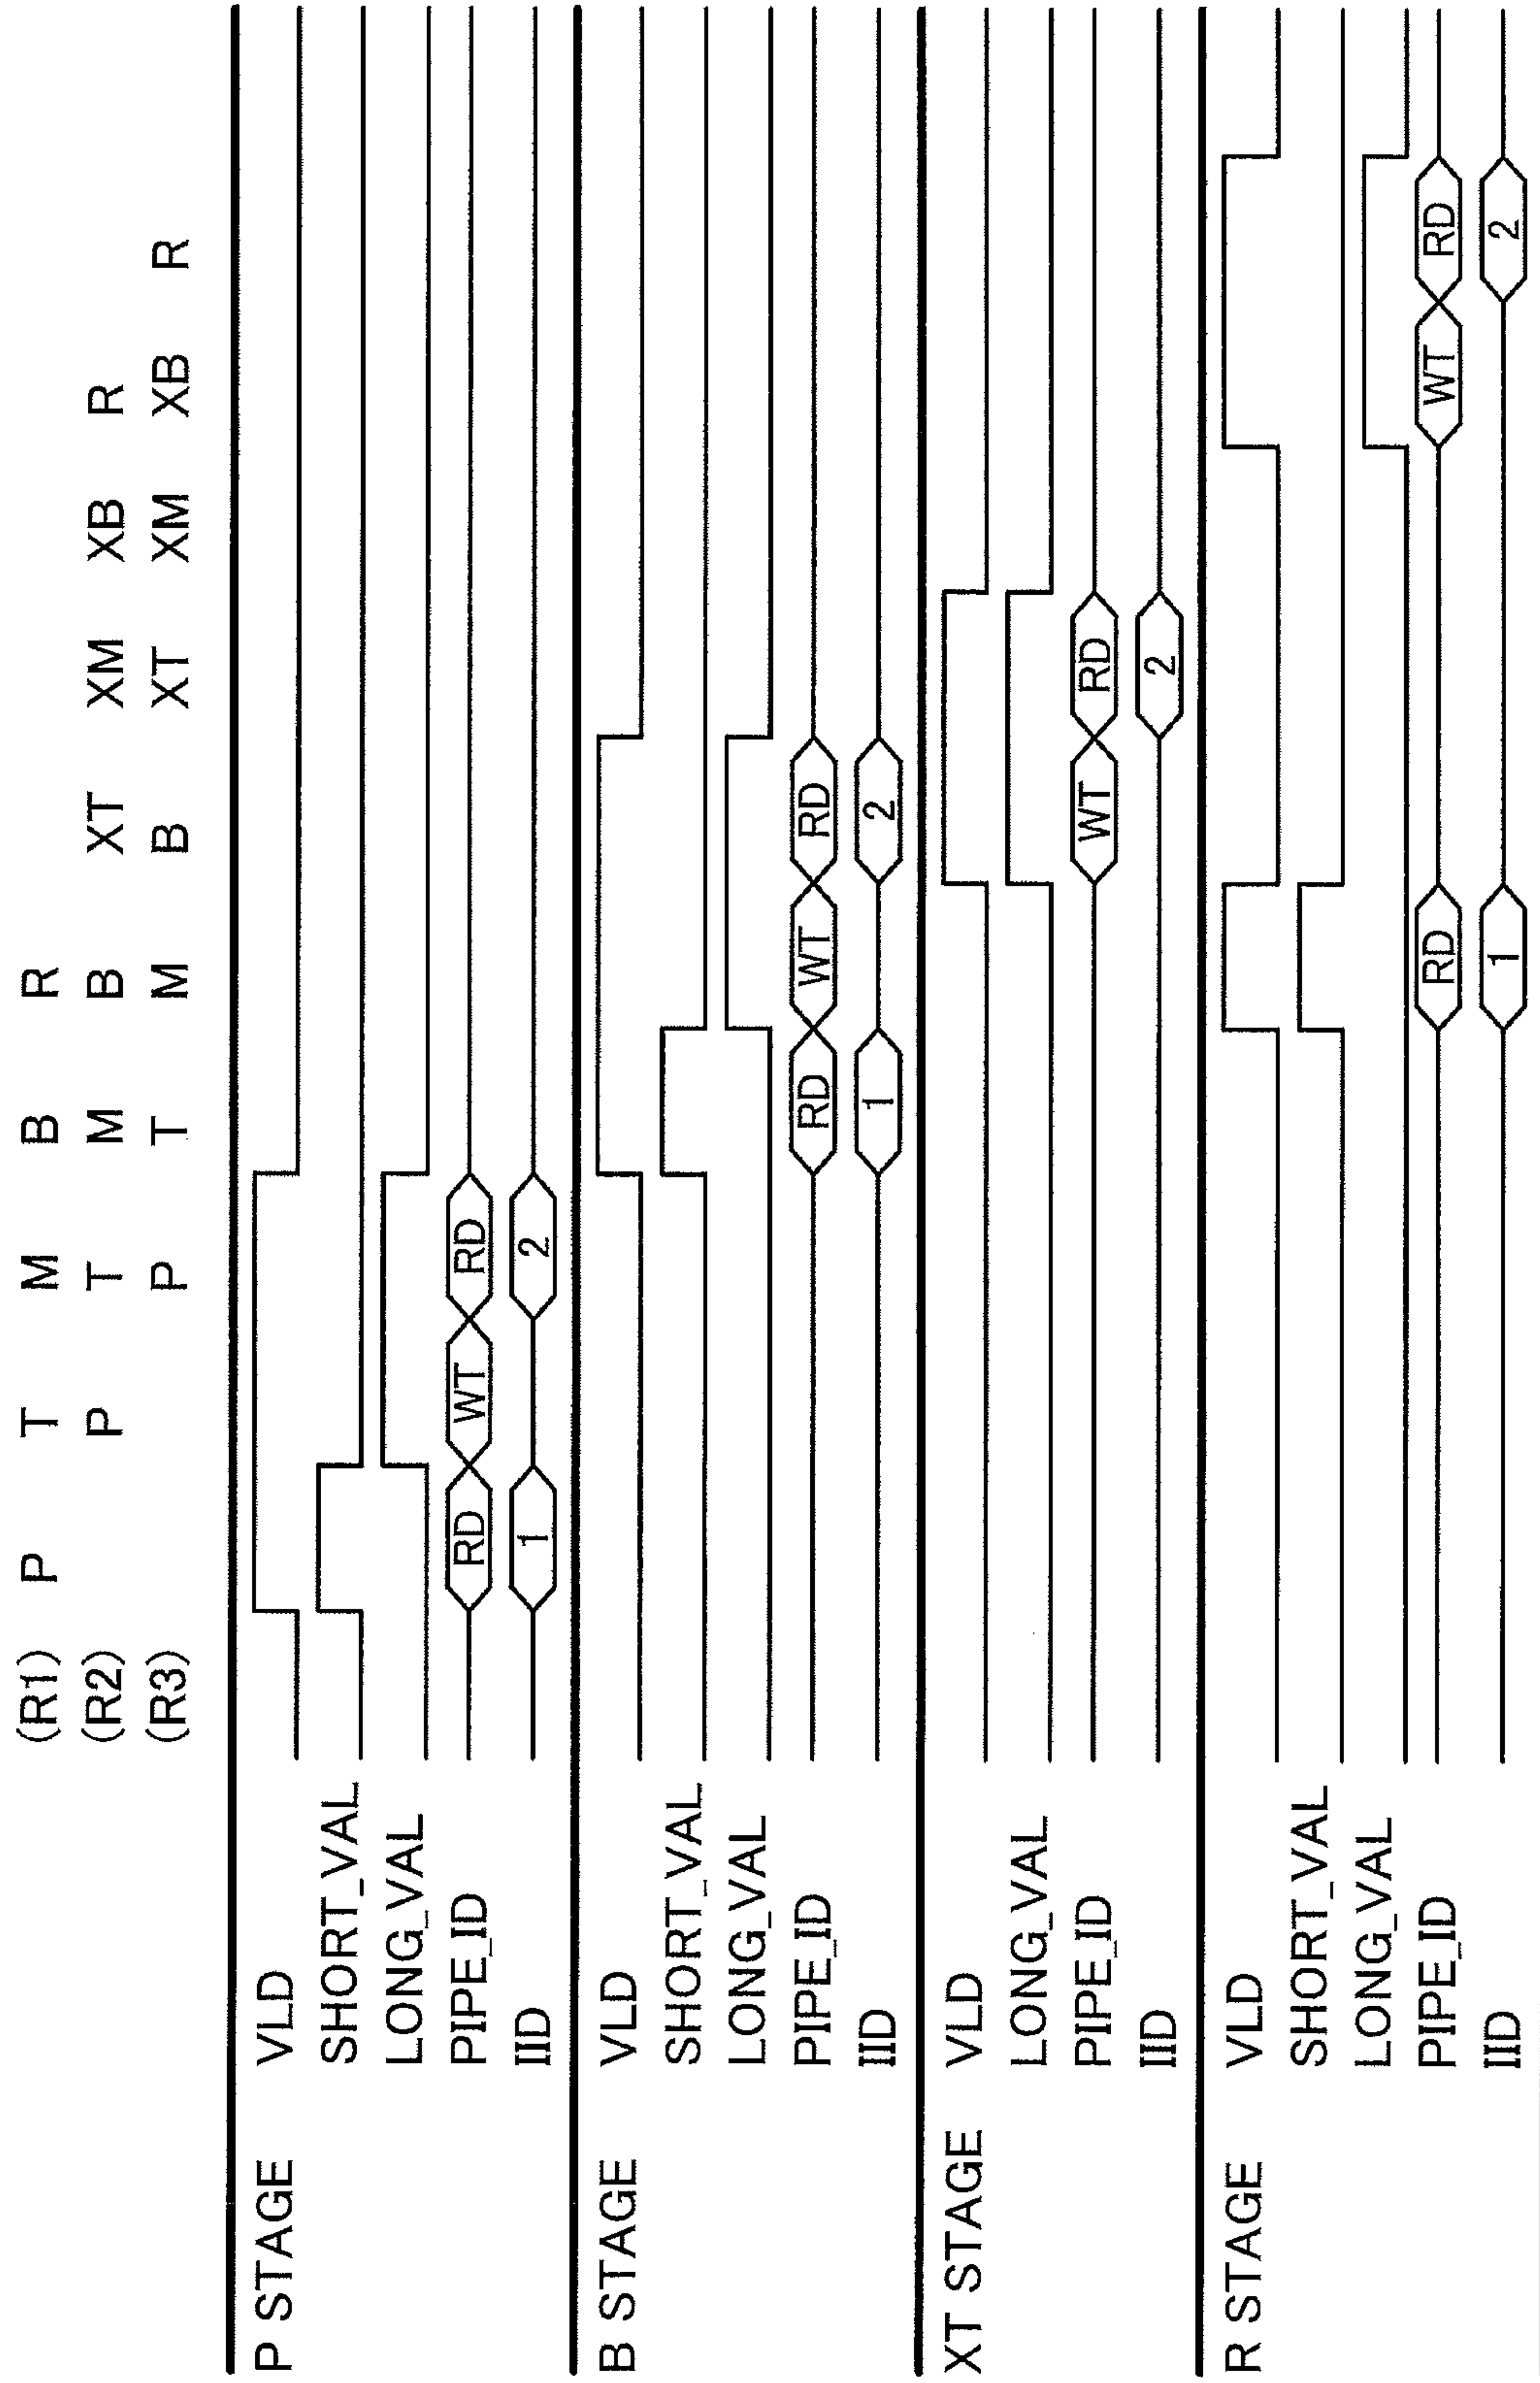 (R1) P T M B R
(R2) P T M B XT XM XB R
(R3) P T M B XT XM XB R
P STAGE VLD
SHORT_VAL
LONG_VAL
PIPE_ID RD WT RD
IID 1 2
B STAGE VLD
SHORT_VAL
LONG_VAL
PIPE_ID RD WT RD
IID 1 2
XT STAGE VLD
LONG_VAL
PIPE_ID WT RD
IID 2
R STAGE VLD
SHORT_VAL
LONG_VAL
PIPE_ID RD WT RD
IID 1 2